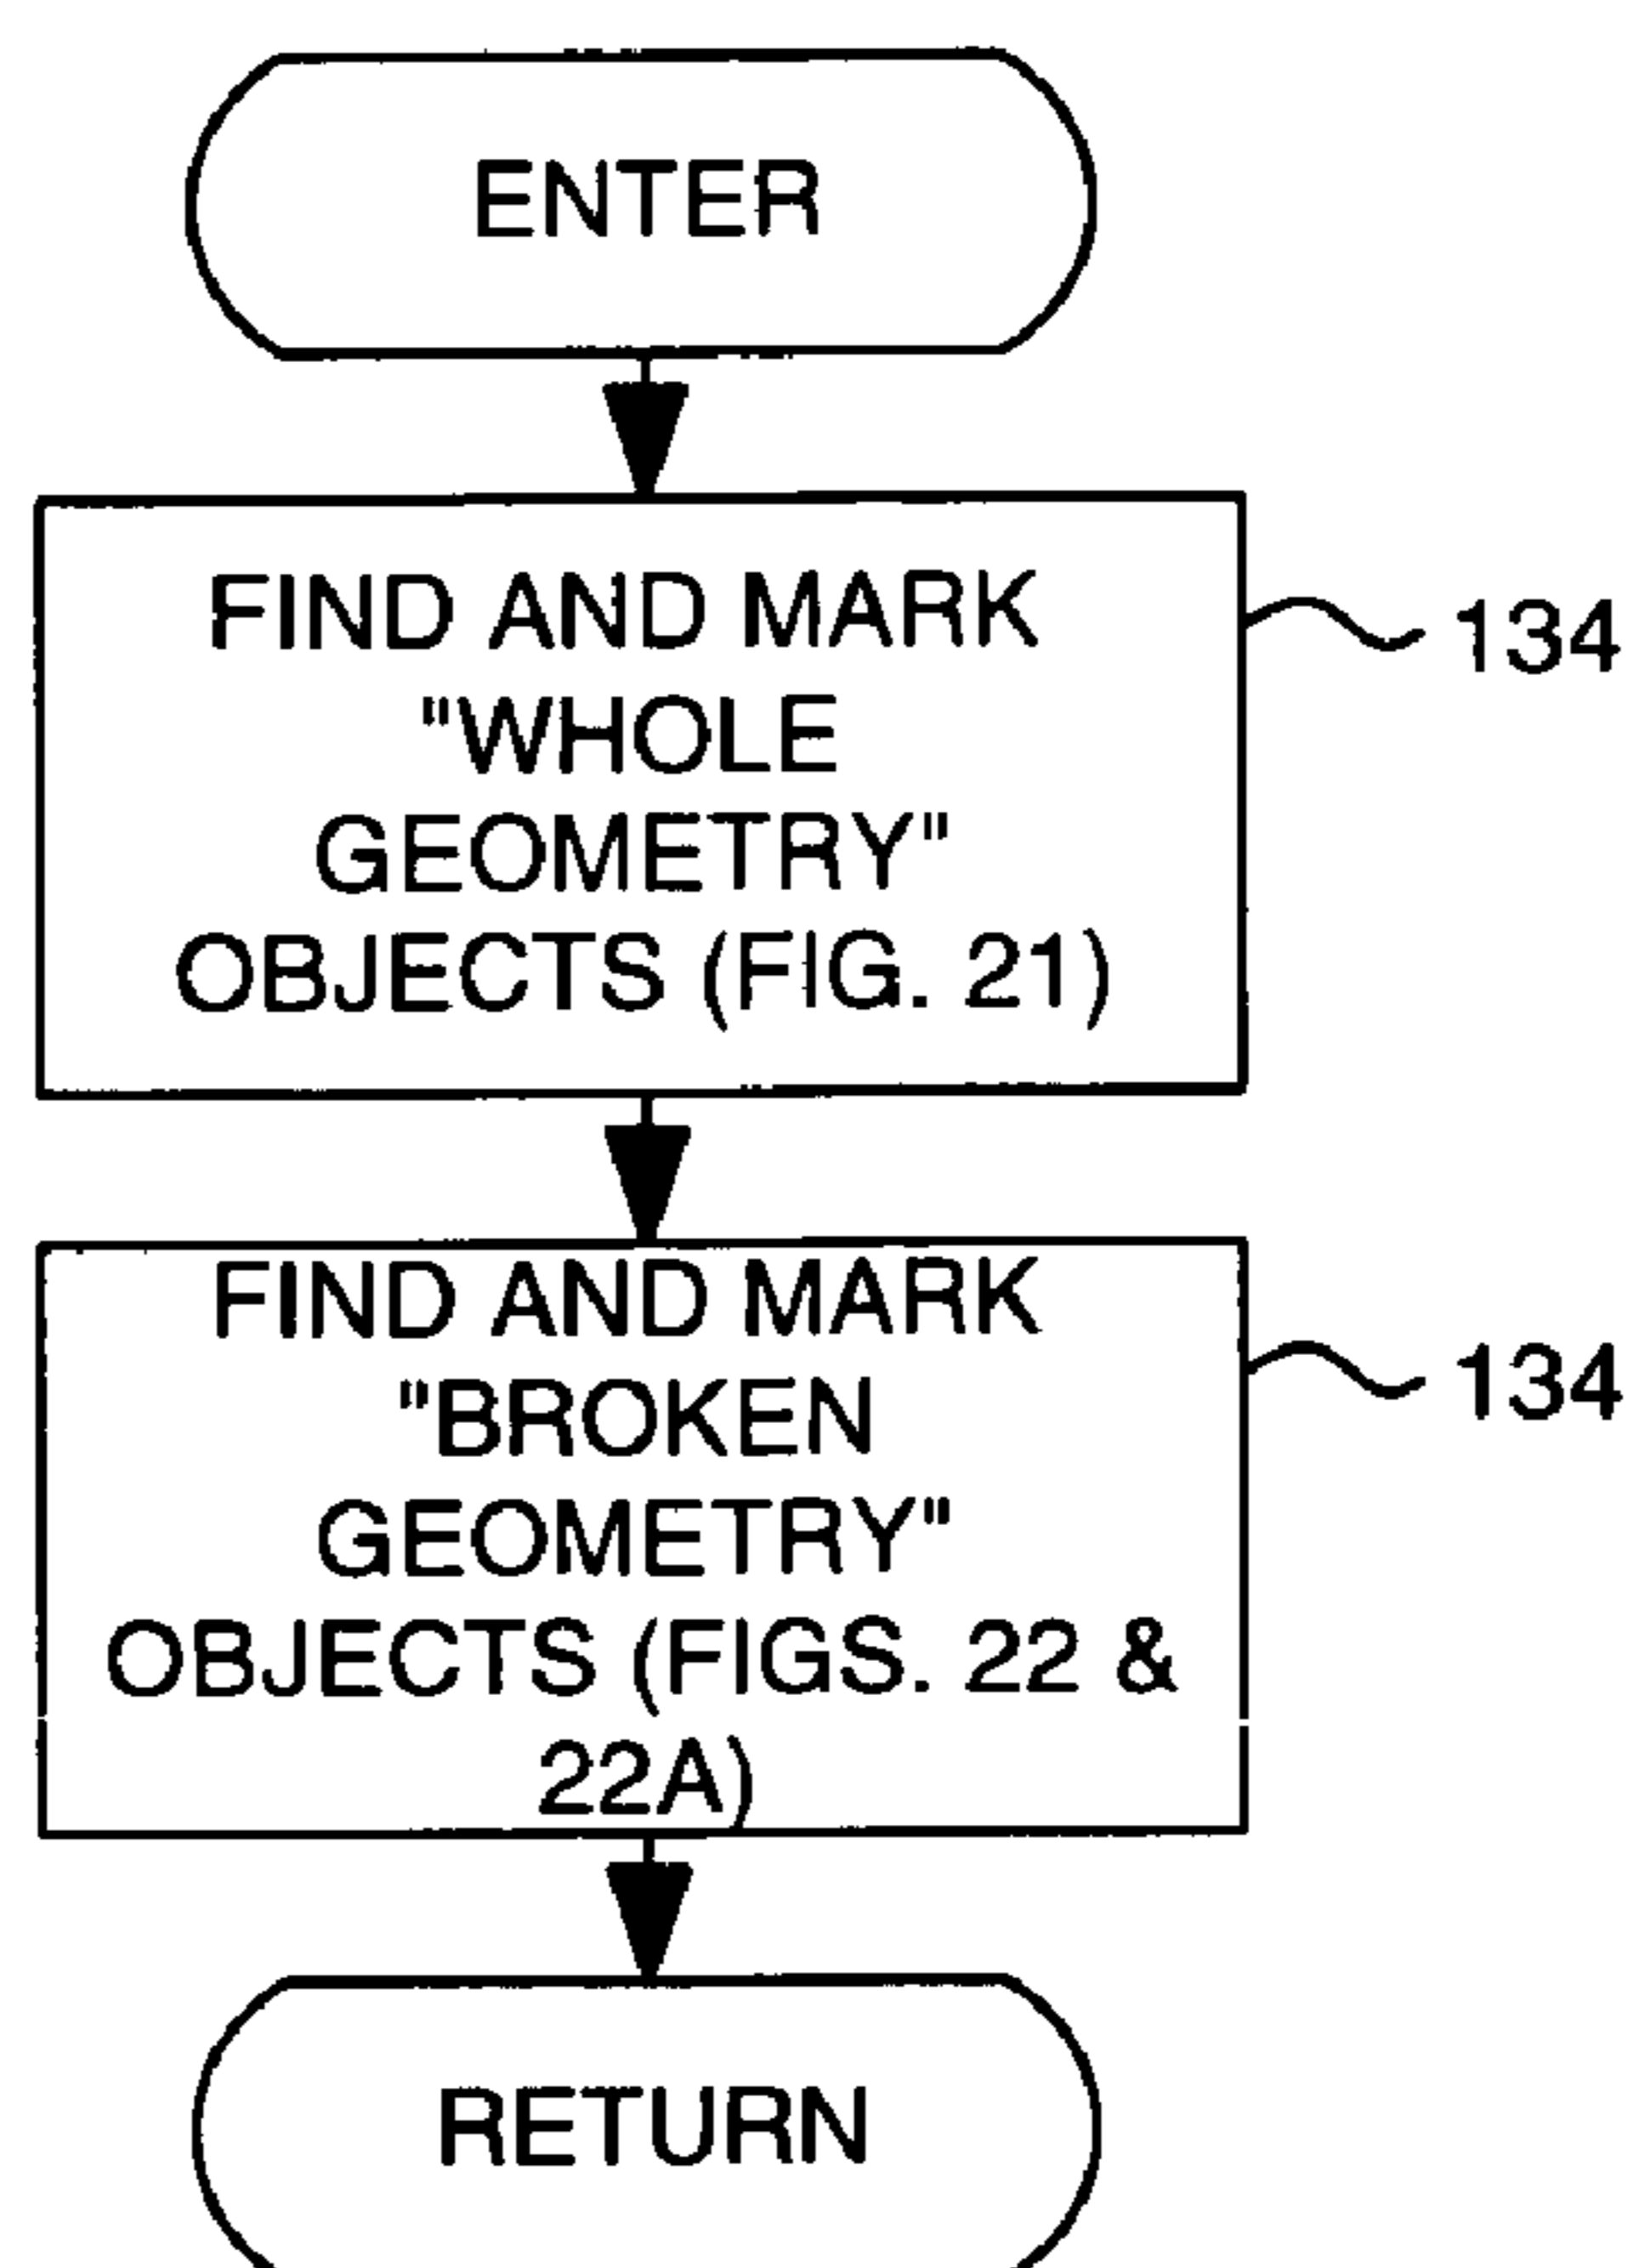 ENTER
FIND AND MARK
"WHOLE
GEOMETRY"
OBJECTS (FIG. 21)
134
FIND AND MARK
"BROKEN
GEOMETRY"
OBJECTS (FIGS. 22 &
22A)
134
RETURN